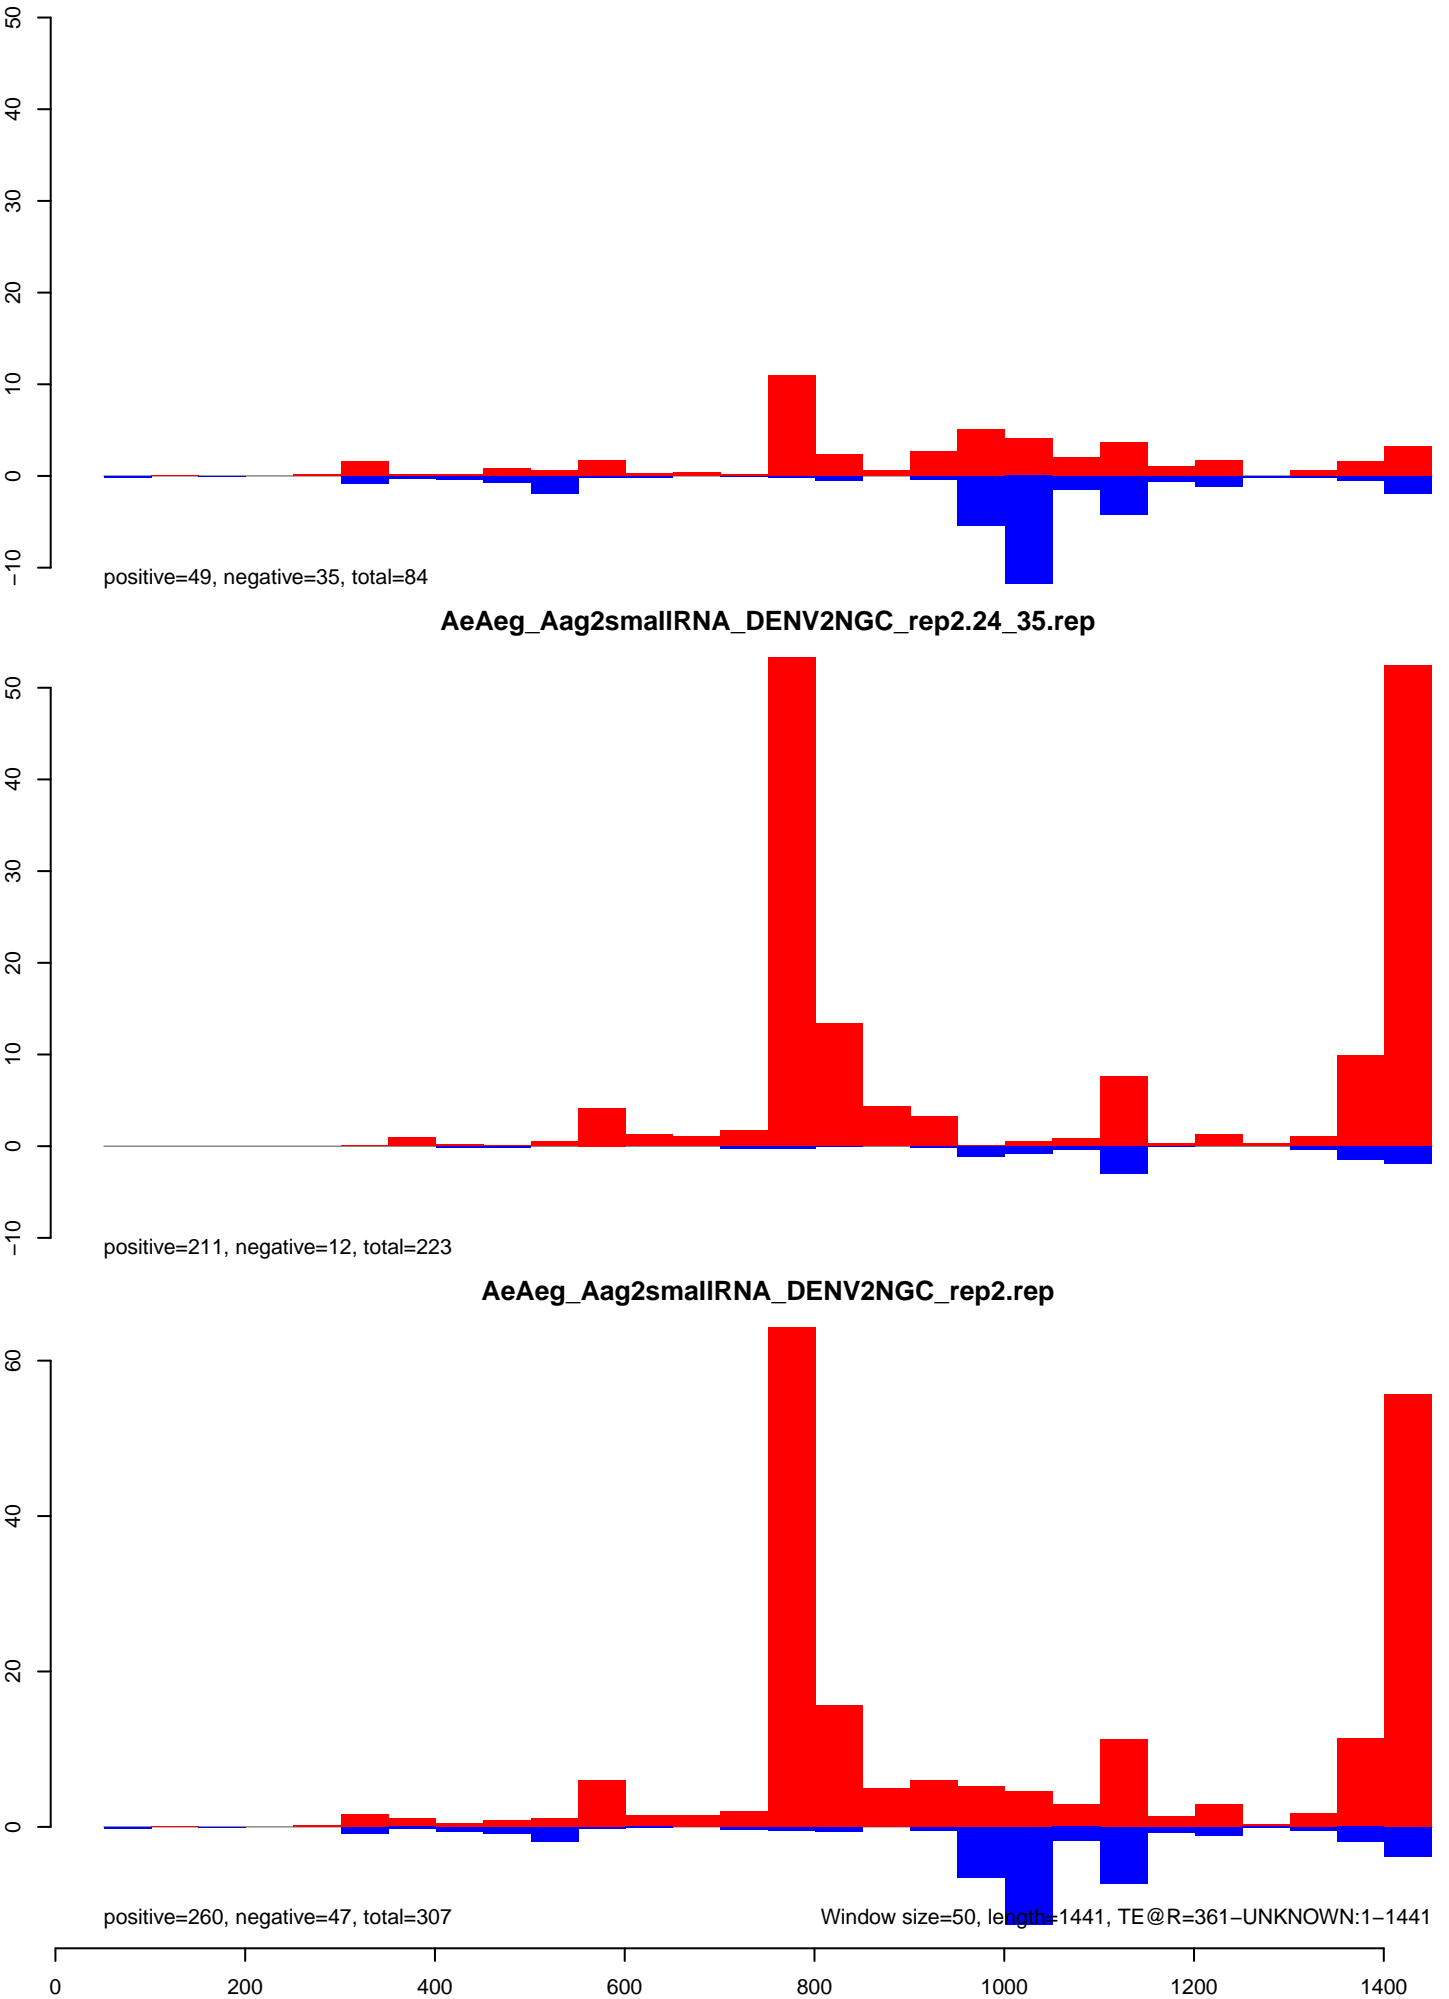 50
40
30
20
10
0
−10
positive=49, negative=35, total=84
AeAeg_Aag2smallRNA_DENV2NGC_rep2.24_35.rep
50
40
30
20
10
0
−10
positive=211, negative=12, total=223
AeAeg_Aag2smallRNA_DENV2NGC_rep2.rep
60
40
20
0
positive=260, negative=47, total=307
Window size=50, length=1441, TE@R=361−UNKNOWN:1−1441
0 200 400 600 800 1000 1200 1400